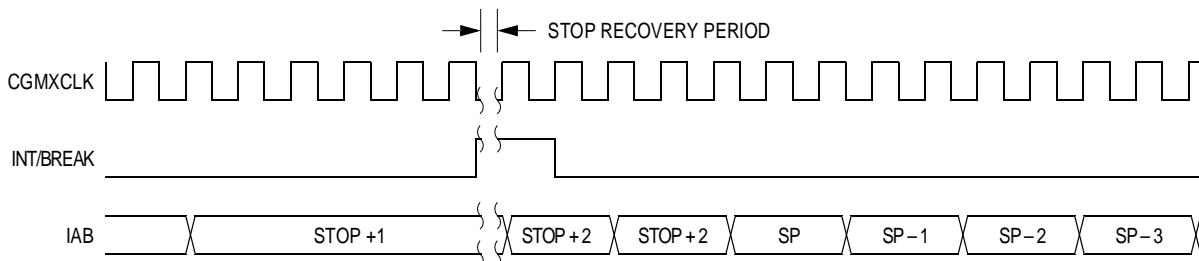 STOP RECOVERY PERIOD
CGMXCLK
INT/BREAK
IAB STOP +1 STOP + 2 STOP + 2 SP SP – 1 SP – 2 SP – 3